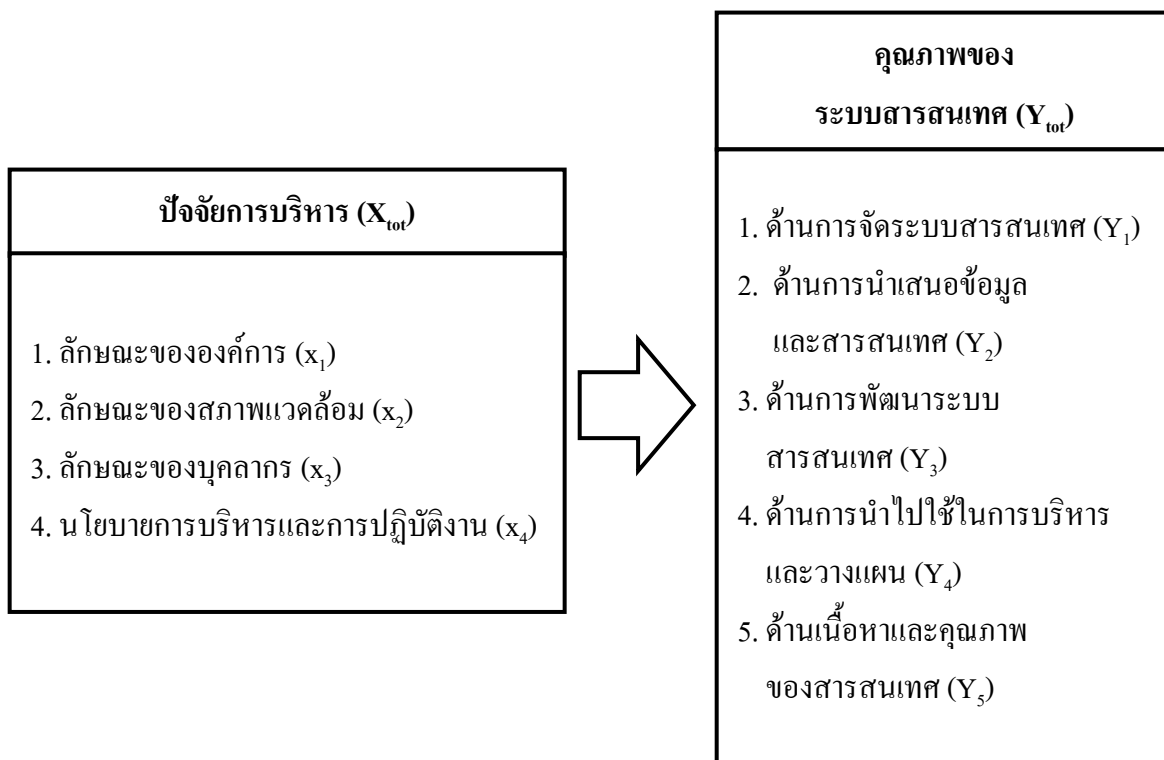 ปัจจัยการบริหาร (Xtot)
1. ลักษณะขององค์การ (x1)
2. ลักษณะของสภาพแวดล้อม (x2)
3. ลักษณะของบุคลากร (x3)
4. นโยบายการบริหารและการปฏิบัติงาน (x4)
คุณภาพของ
ระบบสารสนเทศ (Ytot)
1. ด้านการจัดระบบสารสนเทศ (Y1)
2. ด้านการนำเสนอข้อมูล
และสารสนเทศ (Y2)
3. ด้านการพัฒนาระบบ
สารสนเทศ (Y3)
4. ด้านการนำไปใช้ในการบริหาร
และวางแผน (Y4)
5. ด้านเนื้อหาและคุณภาพ
ของสารสนเทศ (Y5)